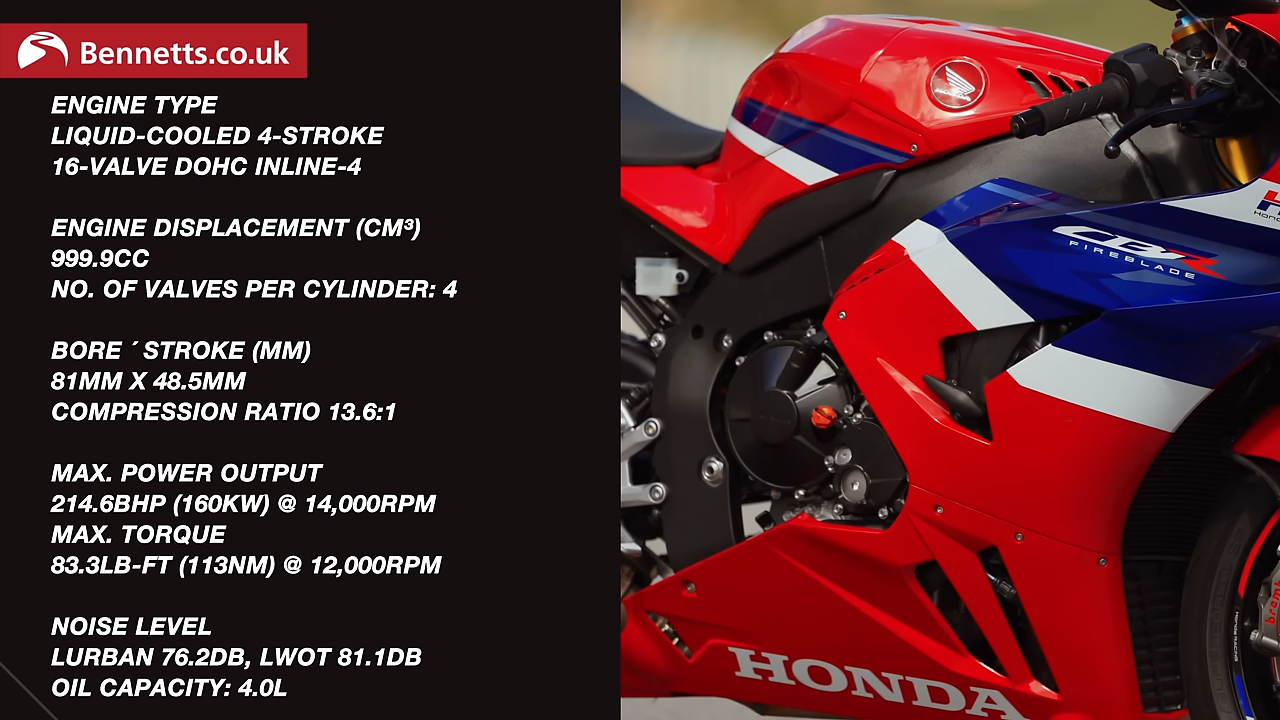 Bennetts.co.uk
ENGINE TYPE
LIQUID-COOLED 4-STROKE
16-VALVE DOHC INLINE-4
ENGINE DISPLACEMENT (CM³)
999.9CC
NO. OF VALVES PER CYLINDER: 4
BORE ´ STROKE (MM)
81MM X 48.5MM
COMPRESSION RATIO 13.6:1
MAX. POWER OUTPUT
214.6BHP (160KW) @ 14,000RPM
MAX. TORQUE
83.3LB-FT (113NM) @ 12,000RPM
NOISE LEVEL
LURBAN 76.2DB, LWOT 81.1DB
OIL CAPACITY: 4.0L
HONDA
CBR
FIREBLADE
HONDA
Honda RACING